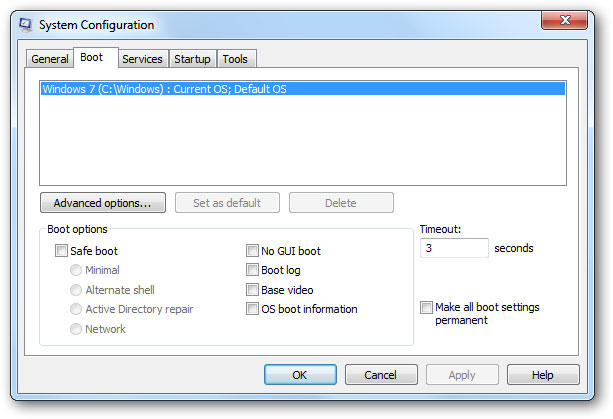 System Configuration
General Boot Services Startup Tools
Windows 7 (C:\Windows) : Current OS; Default OS
Advanced options... Set as default Delete
Boot options
Safe boot
Minimal
Alternate shell
Active Directory repair
Network
No GUI boot
Boot log
Base video
OS boot information
Timeout:
3 seconds
Make all boot settings
permanent
OK Cancel Apply Help